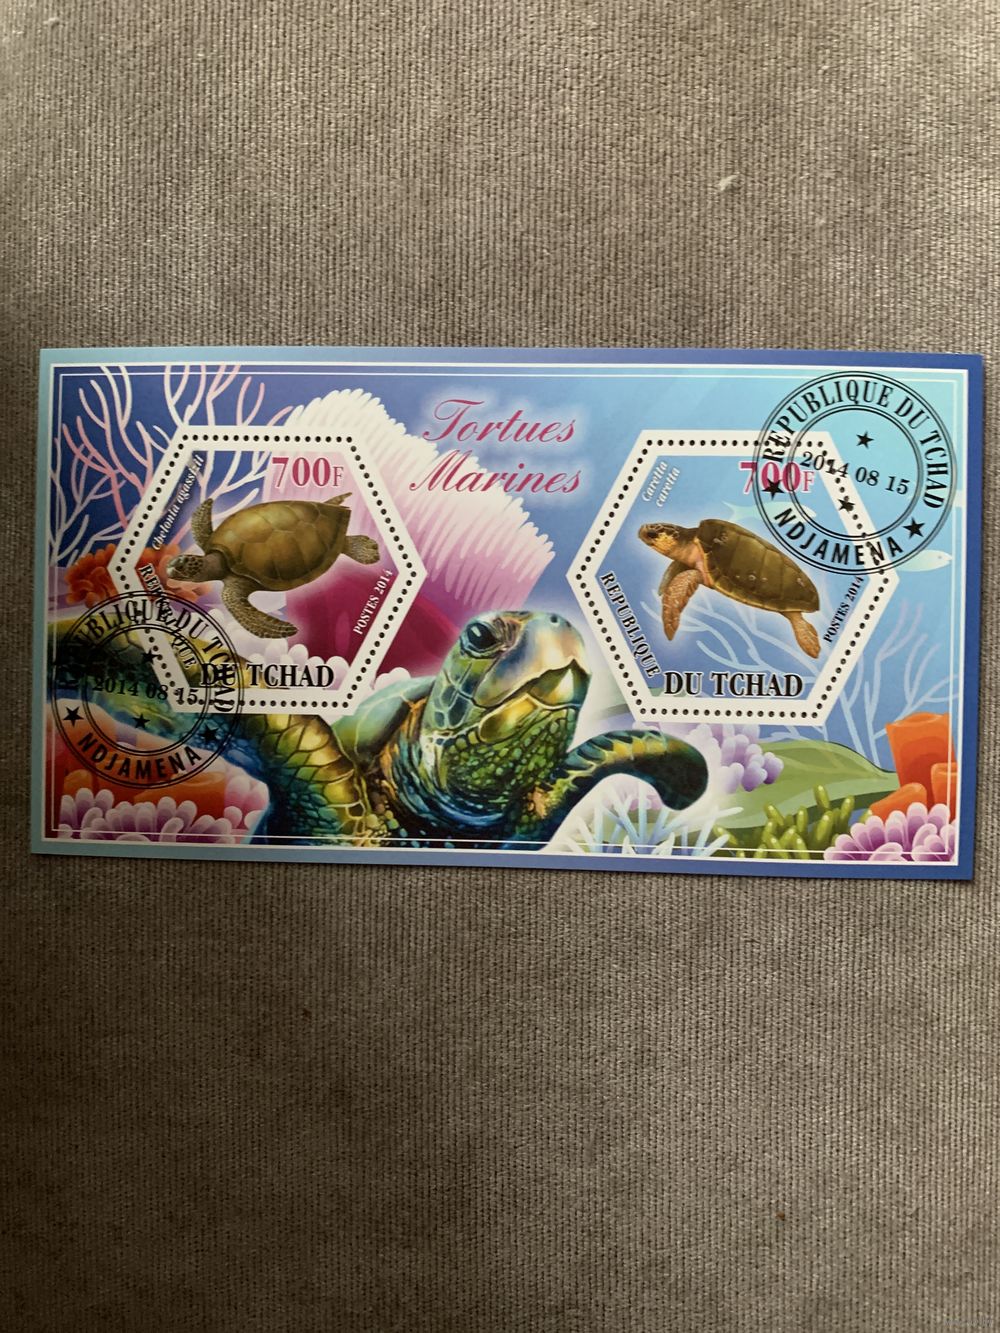 Tortues
Marines
Chelonia agassizii
700F
REPUBLIQUE
DU TCHAD
POSTES 2014
Caretta
caretta
700F
REPUBLIQUE
DU TCHAD
POSTES 2014
REPUBLIQUE DU TCHAD
2014 08 15
NDJAMENA
REPUBLIQUE DU TCHAD
2014 08 15
NDJAMENA